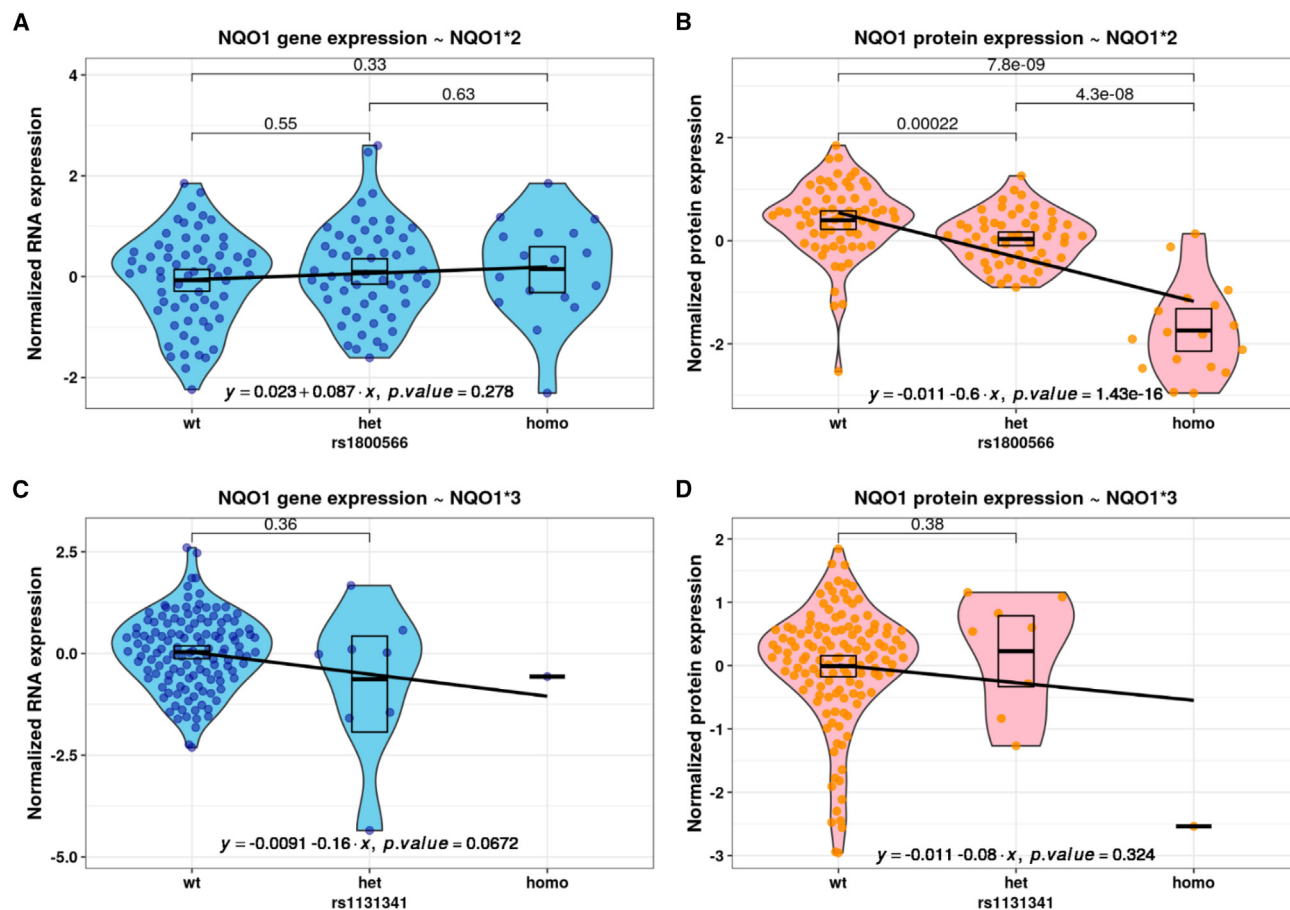 A
NQO1 gene expression ~ NQO1*2
Normalized RNA expression
4
2
0
-2
0.33
0.63
0.55
y = 0.023 + 0.087 · x, p.value = 0.278
wt
het
homo
rs1800566
B
NQO1 protein expression ~ NQO1*2
Normalized protein expression
2
0
-2
7.8e-09
4.3e-08
0.00022
y = -0.011 -0.6 · x, p.value = 1.43e-16
wt
het
homo
rs1800566
C
NQO1 gene expression ~ NQO1*3
Normalized RNA expression
2.5
0.0
-2.5
-5.0
0.36
y = -0.0091 -0.16 · x, p.value = 0.0672
wt
het
homo
rs1131341
D
NQO1 protein expression ~ NQO1*3
Normalized protein expression
1
0
-1
-2
-3
0.38
y = -0.011 -0.08 · x, p.value = 0.324
wt
het
homo
rs1131341